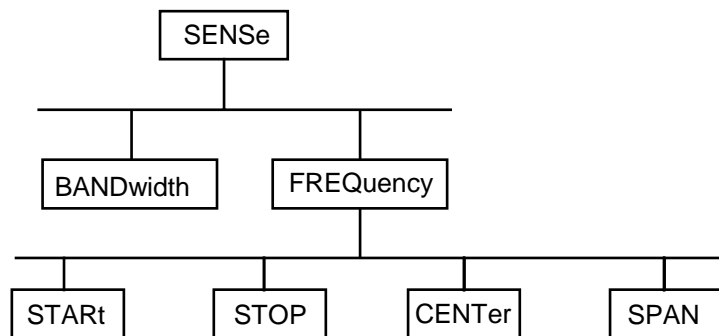 SENSe
BANDwidth
FREQuency
STARt
STOP
CENTer
SPAN